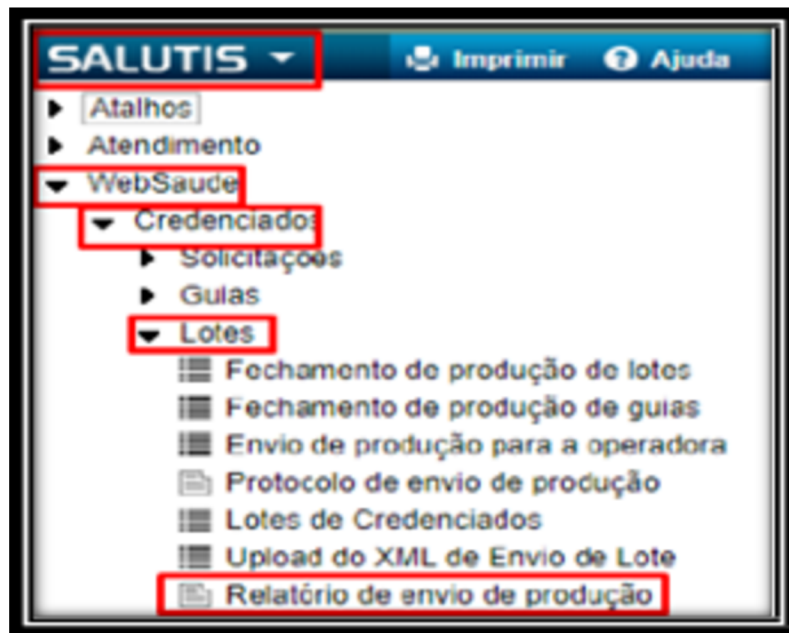 SALUTIS Imprimir Ajuda
Atalhos
Atendimento
WebSaude
Credenciados
Solicitações
Guias
Lotes
Fechamento de produção de lotes
Fechamento de produção de guias
Envio de produção para a operadora
Protocolo de envio de produção
Lotes de Credenciados
Upload do XML de Envio de Lote
Relatório de envio de produção